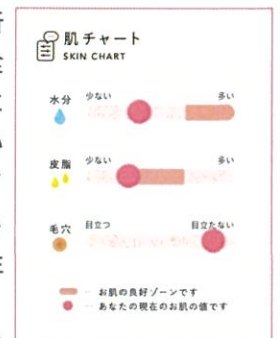 肌チャート
SKIN CHART
水分
少ない
多い
皮脂
少ない
多い
毛穴
目立つ
目立たない
‥ お肌の良好ゾーンです
‥ あなたの現在のお肌の値です